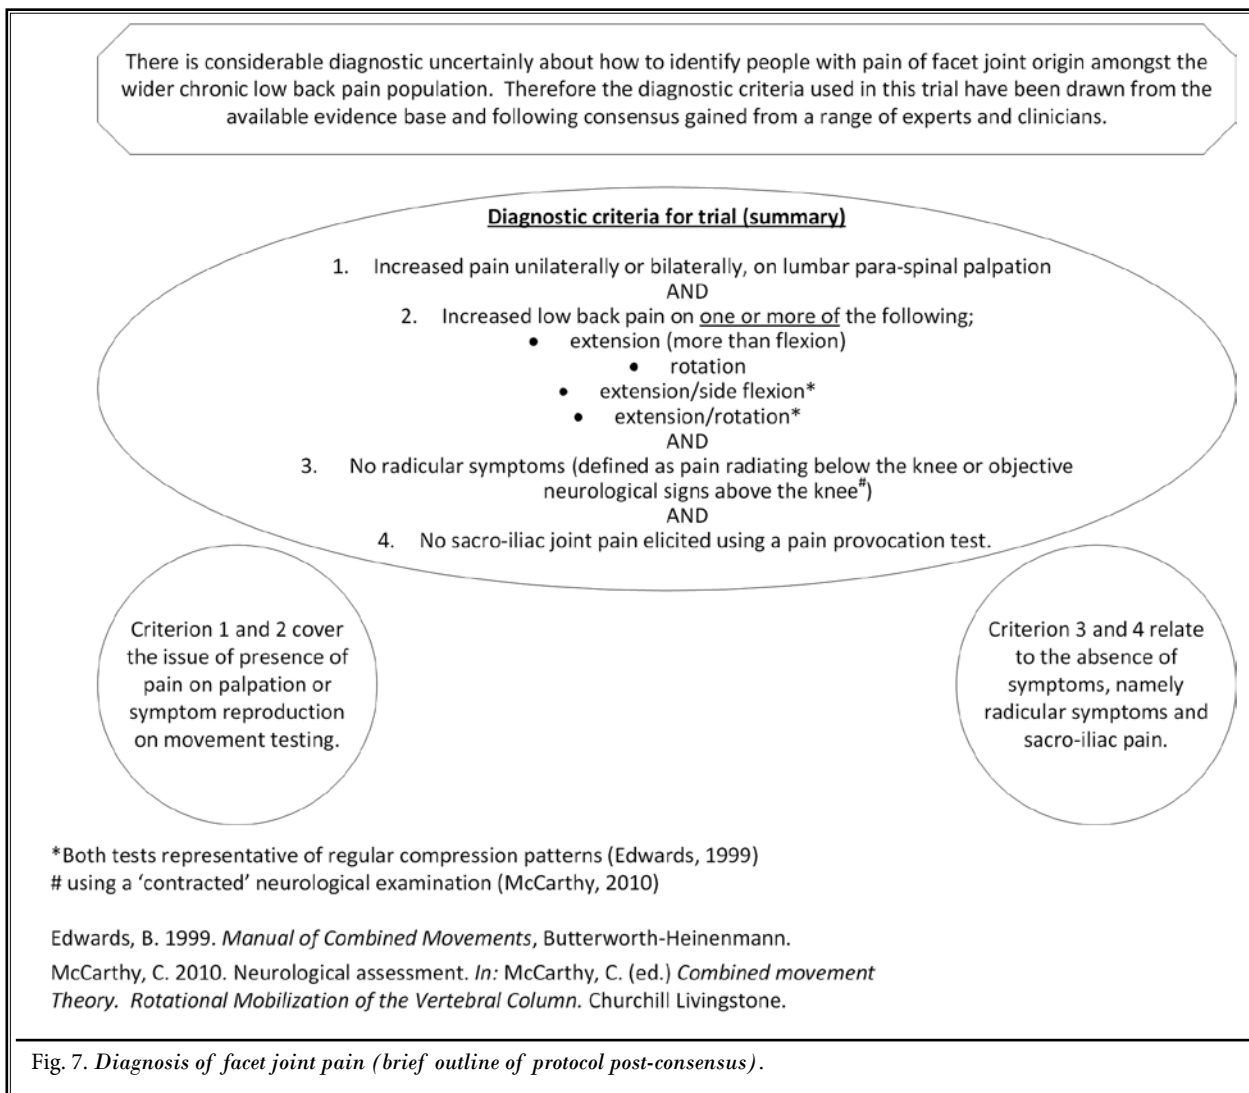 There is considerable diagnostic uncertainly about how to identify people with pain of facet joint origin amongst the
wider chronic low back pain population. Therefore the diagnostic criteria used in this trial have been drawn from the
available evidence base and following consensus gained from a range of experts and clinicians.
Diagnostic criteria for trial (summary)
1. Increased pain unilaterally or bilaterally, on lumbar para-spinal palpation
AND
2. Increased low back pain on one or more of the following;
• extension (more than flexion)
• rotation
• extension/side flexion*
• extension/rotation*
AND
3. No radicular symptoms (defined as pain radiating below the knee or objective
neurological signs above the knee#)
AND
4. No sacro-iliac joint pain elicited using a pain provocation test.
Criterion 1 and 2 cover
the issue of presence of
pain on palpation or
symptom reproduction
on movement testing.
Criterion 3 and 4 relate
to the absence of
symptoms, namely
radicular symptoms and
sacro-iliac pain.
*Both tests representative of regular compression patterns (Edwards, 1999)
# using a ‘contracted’ neurological examination (McCarthy, 2010)
Edwards, B. 1999. Manual of Combined Movements, Butterworth-Heinenmann.
McCarthy, C. 2010. Neurological assessment. In: McCarthy, C. (ed.) Combined movement
Theory. Rotational Mobilization of the Vertebral Column. Churchill Livingstone.
Fig. 7. Diagnosis of facet joint pain (brief outline of protocol post-consensus).